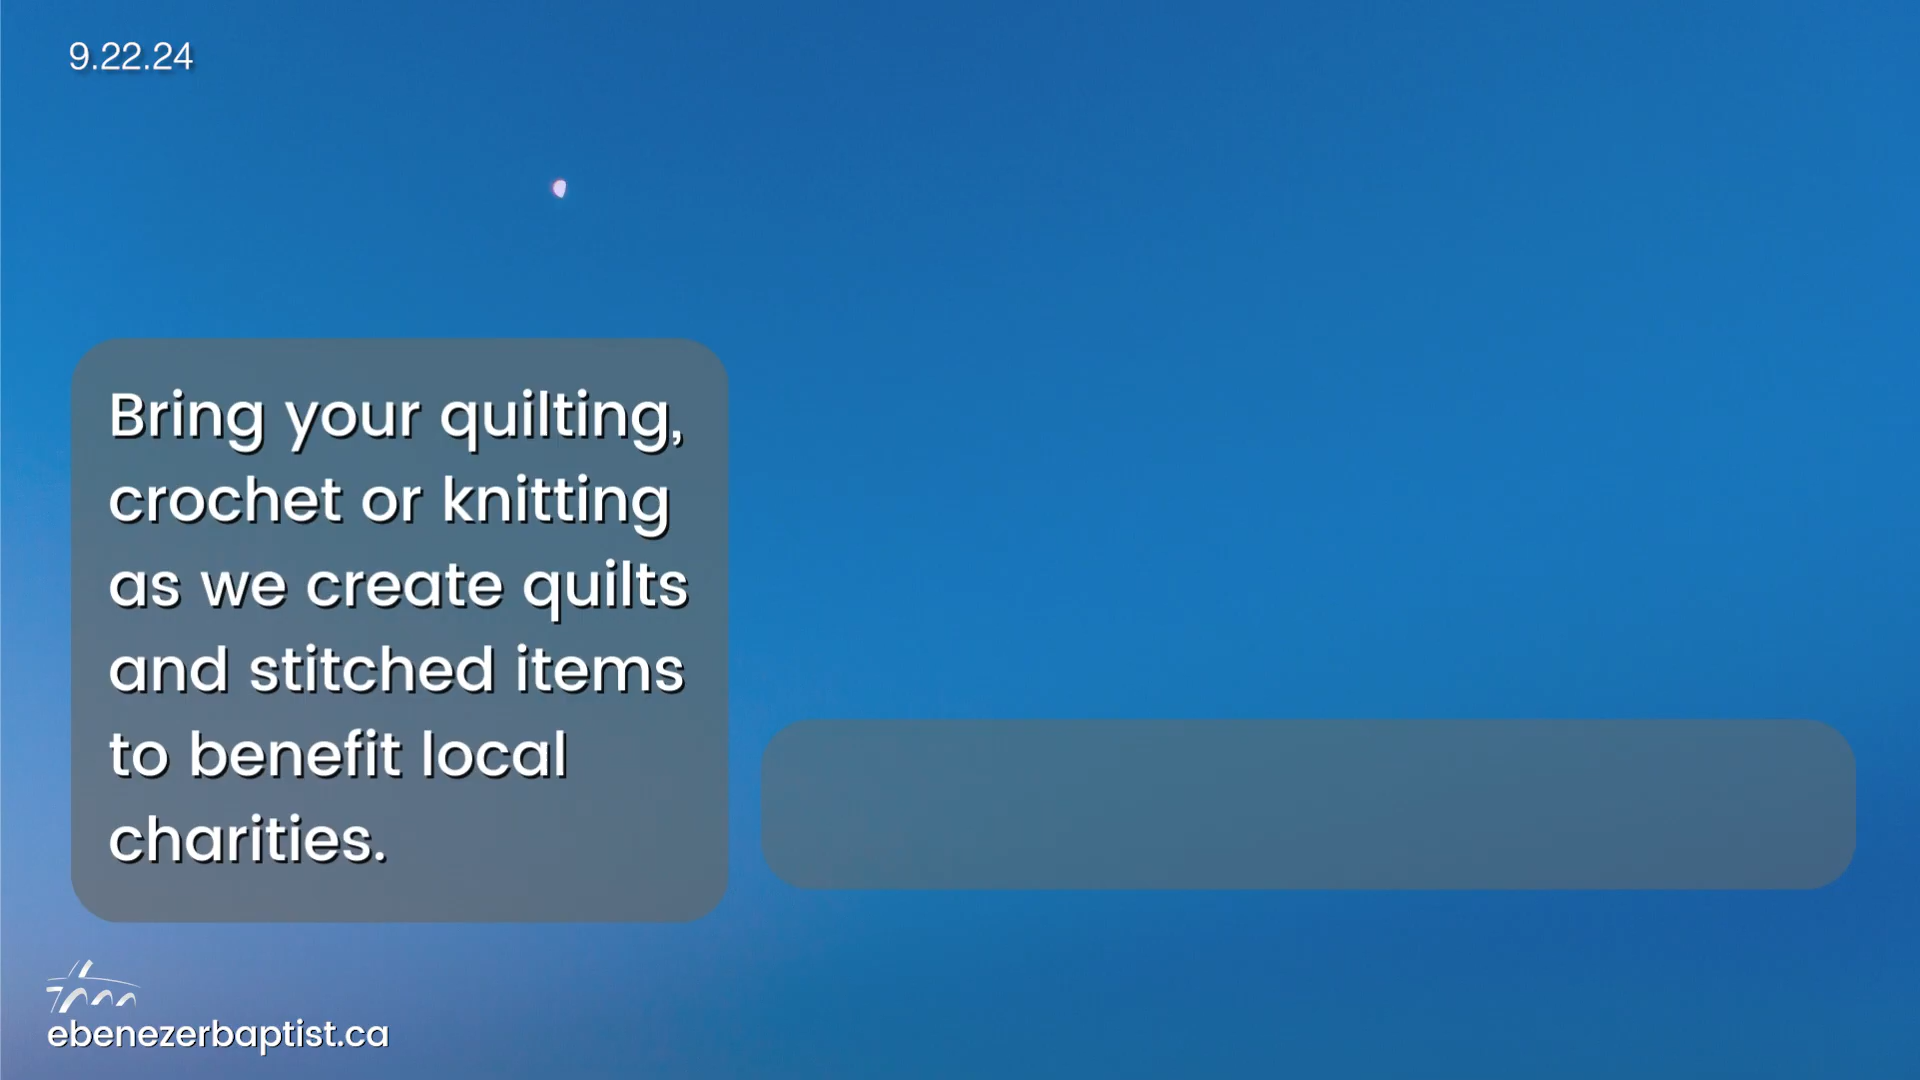 9.22.24
Bring your quilting,
crochet or knitting
as we create quilts
and stitched items
to benefit local
charities.
ebenezerbaptist.ca